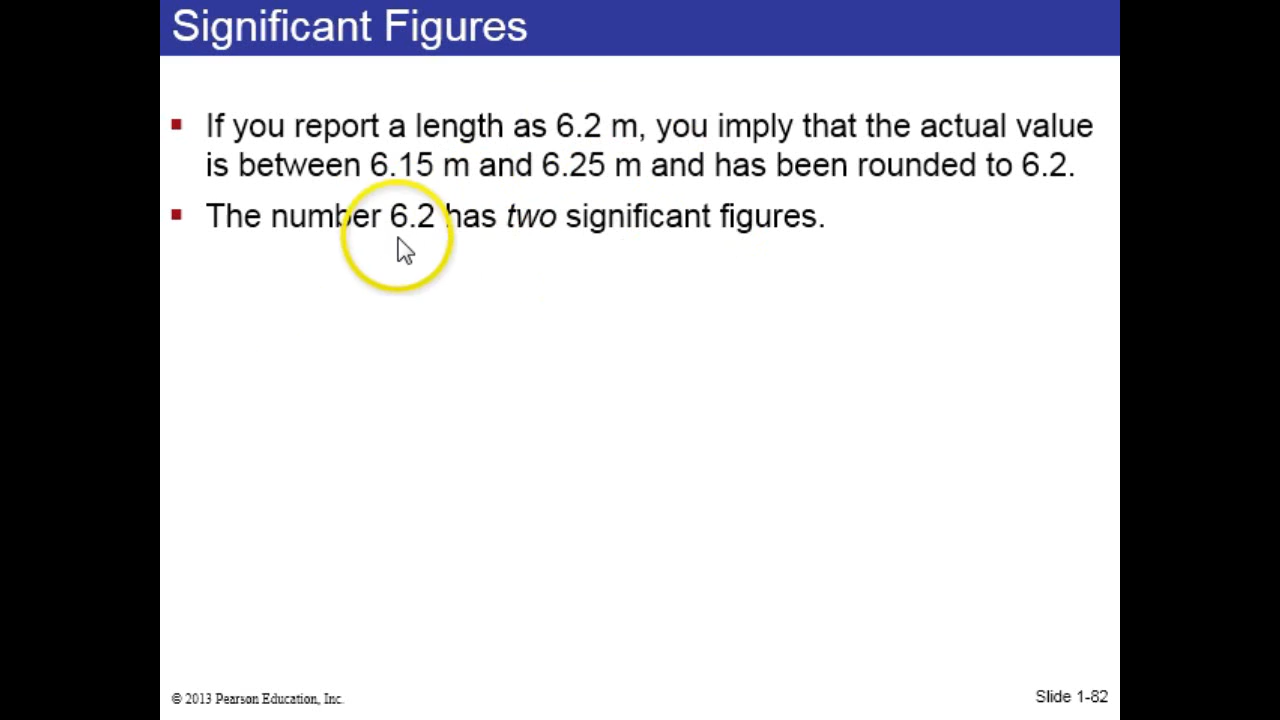 Significant Figures
If you report a length as 6.2 m, you imply that the actual value
is between 6.15 m and 6.25 m and has been rounded to 6.2.
The number 6.2 has two significant figures.
© 2013 Pearson Education, Inc.
Slide 1-82